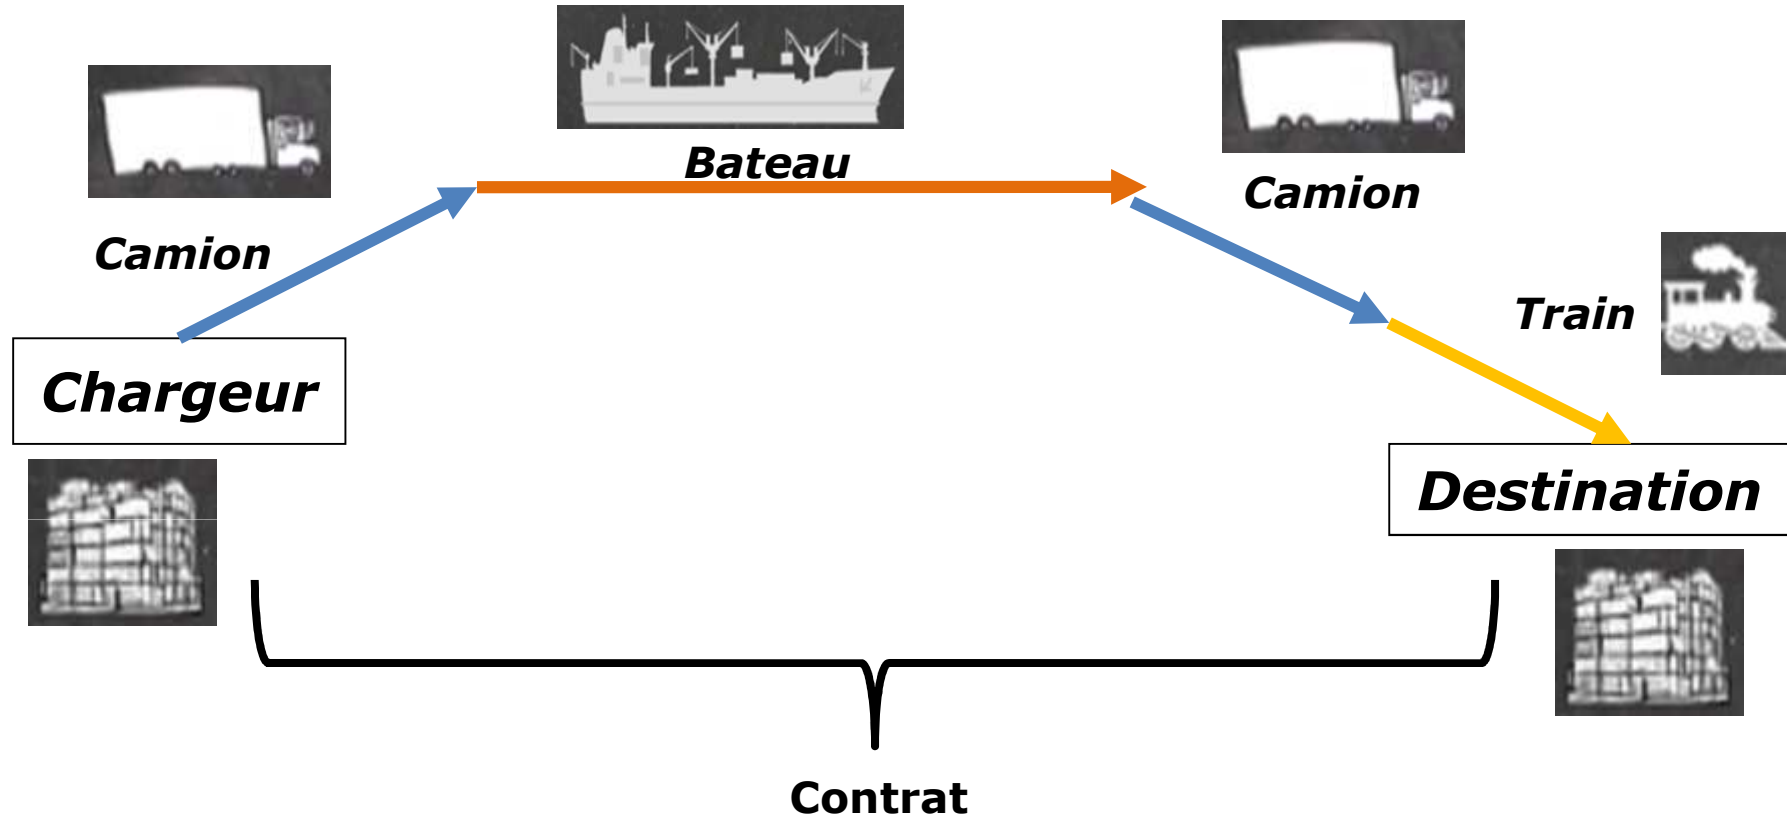 Bateau
Camion
Camion
Train
Chargeur
Destination
Contrat